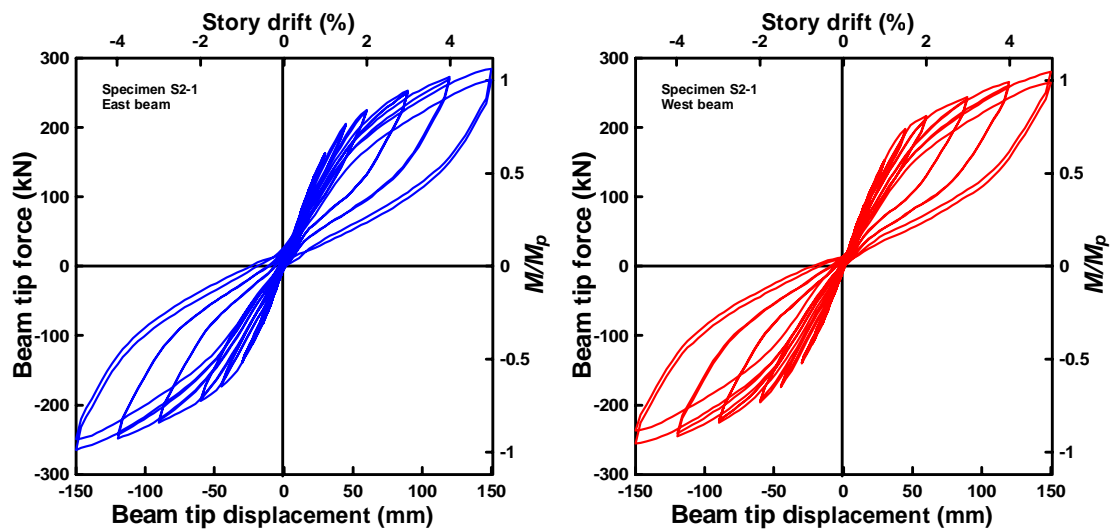 Story drift (%)
-4 -2 0 2 4
300
200
100
0
-100
-200
-300
Beam tip force (kN)
Specimen S2-1
East beam
1
0.5
0
-0.5
-1
M/Mp
-150 -100 -50 0 50 100 150
Beam tip displacement (mm)
Story drift (%)
-4 -2 0 2 4
300
200
100
0
-100
-200
-300
Beam tip force (kN)
Specimen S2-1
West beam
1
0.5
0
-0.5
-1
M/Mp
-150 -100 -50 0 50 100 150
Beam tip displacement (mm)